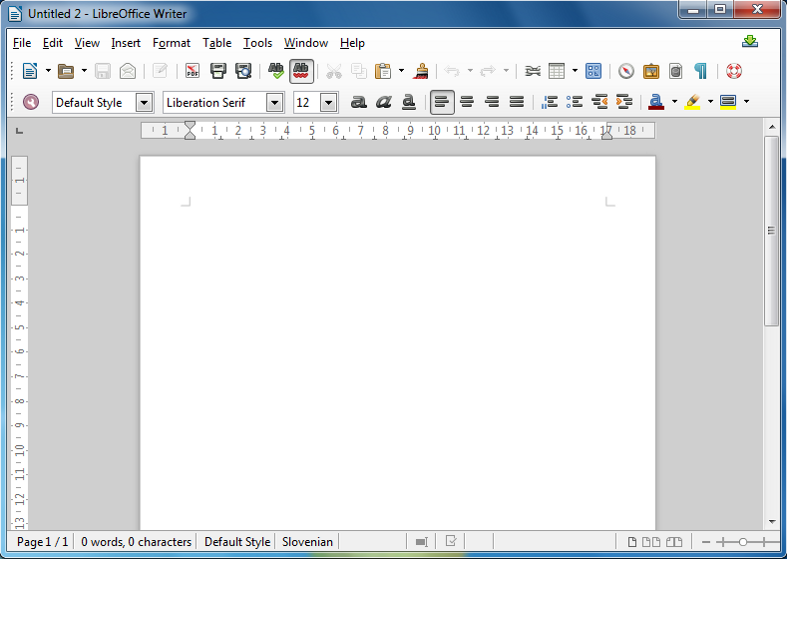 Untitled 2 - LibreOffice Writer
File Edit View Insert Format Table Tools Window Help
PDF Ab Ab
Default Style Liberation Serif 12 a a a a
1 1 2 3 4 5 6 7 8 9 10 11 12 13 14 15 16 17 18
1
1
2
3
4
5
6
7
8
9
10
11
12
13
Page 1 / 1 0 words, 0 characters Default Style Slovenian